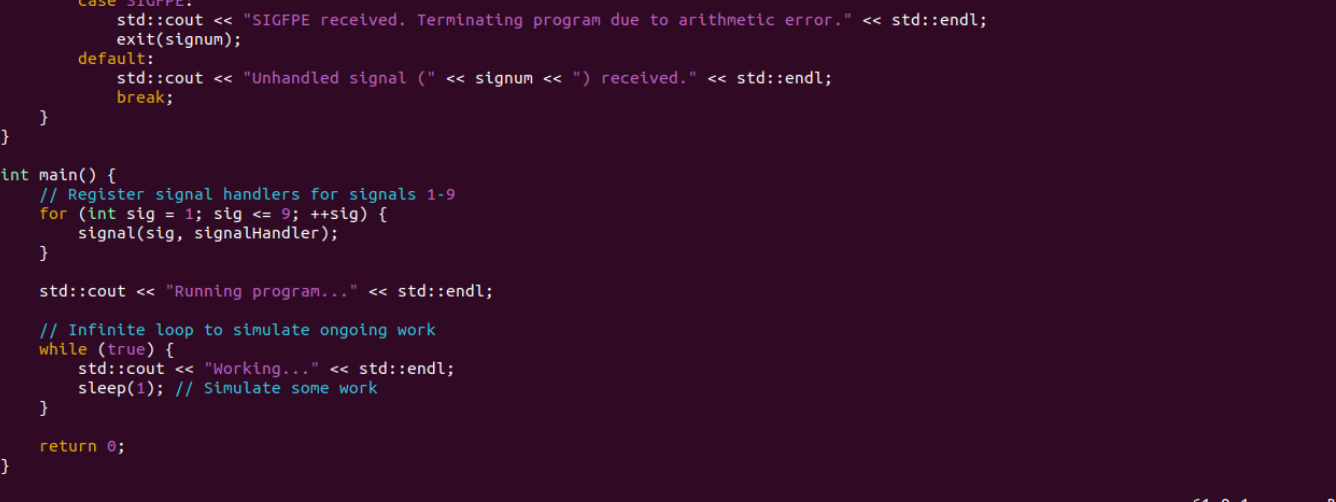 case SIGFPE:
std::cout << "SIGFPE received. Terminating program due to arithmetic error." << std::endl;
exit(signum);
default:
std::cout << "Unhandled signal (" << signum << ") received." << std::endl;
break;
}
}
int main() {
// Register signal handlers for signals 1-9
for (int sig = 1; sig <= 9; ++sig) {
signal(sig, signalHandler);
}
std::cout << "Running program..." << std::endl;
// Infinite loop to simulate ongoing work
while (true) {
std::cout << "Working..." << std::endl;
sleep(1); // Simulate some work
}
return 0;
}